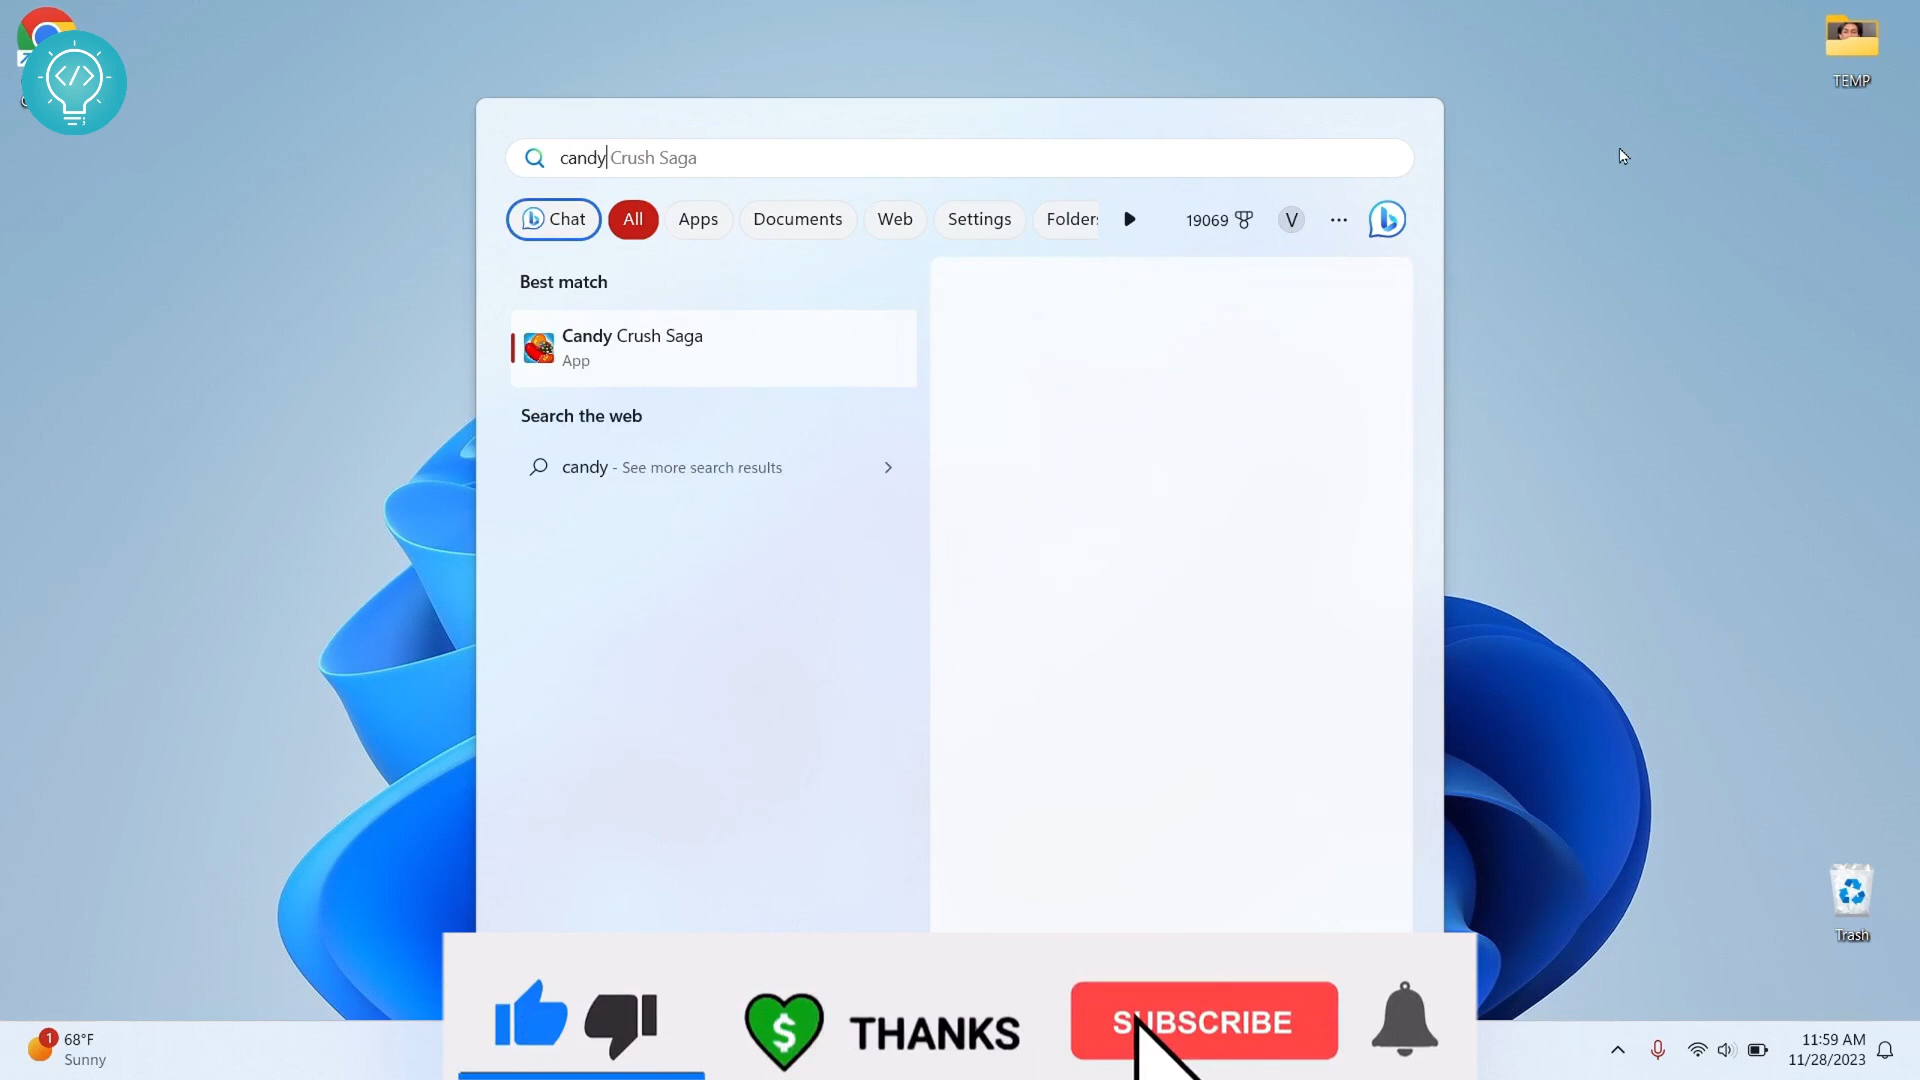 TEMP
candy Crush Saga
Chat All Apps Documents Web Settings Folder 19069 V ...
Best match
Candy Crush Saga
App
Search the web
candy - See more search results
Trash
THANKS
SUBSCRIBE
1
68°F
Sunny
11:59 AM
11/28/2023